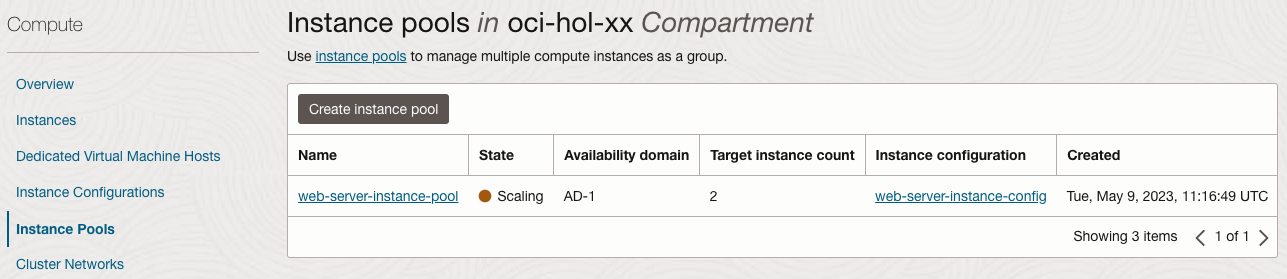 Compute
Overview
Instances
Dedicated Virtual Machine Hosts
Instance Configurations
Instance Pools
Cluster Networks
Instance pools in oci-hol-xx Compartment
Use instance pools to manage multiple compute instances as a group.
Create instance pool
Name State Availability domain Target instance count Instance configuration Created
web-server-instance-pool Scaling AD-1 2 web-server-instance-config Tue, May 9, 2023, 11:16:49 UTC
Showing 3 items 1 of 1